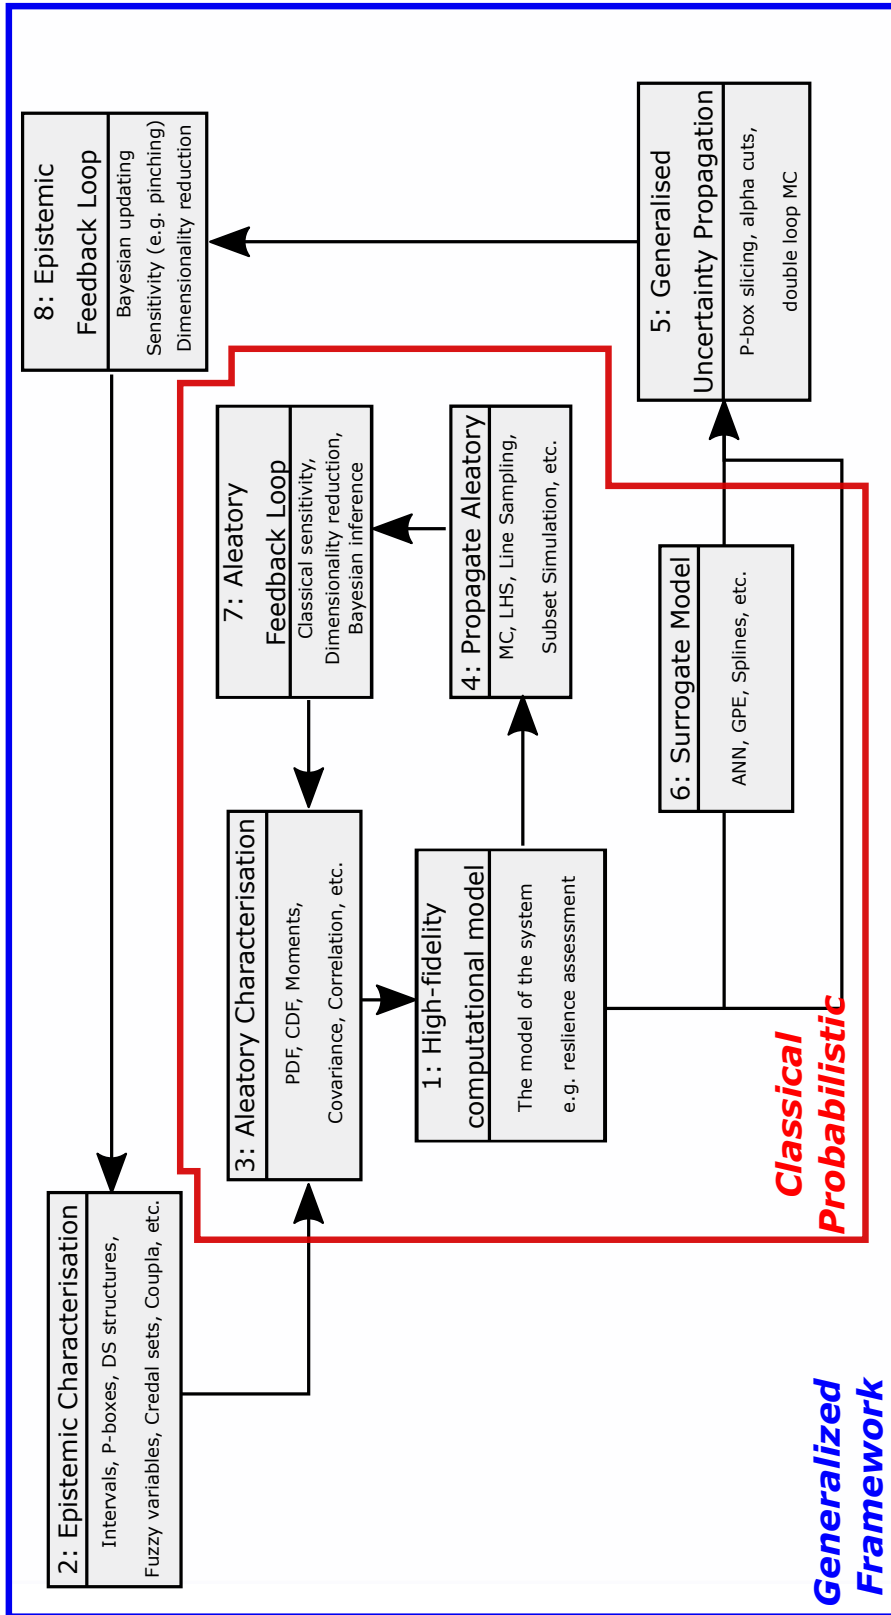 2: Epistemic Characterisation
Intervals, P-boxes, DS structures,
Fuzzy variables, Credal sets, Coupla, etc.
8: Epistemic
Feedback Loop
Bayesian updating
Sensitivity (e.g. pinching)
Dimensionality reduction
3: Aleatory Characterisation
PDF, CDF, Moments,
Covariance, Correlation, etc.
7: Aleatory
Feedback Loop
Classical sensitivity,
Dimensionality reduction,
Bayesian inference
1: High-fidelity
computational model
The model of the system
e.g. reslience assessment
4: Propagate Aleatory
MC, LHS, Line Sampling,
Subset Simulation, etc.
6: Surrogate Model
ANN, GPE, Splines, etc.
5: Generalised
Uncertainty Propagation
P-box slicing, alpha cuts,
double loop MC
Classical
Probabilistic
Generalized
Framework